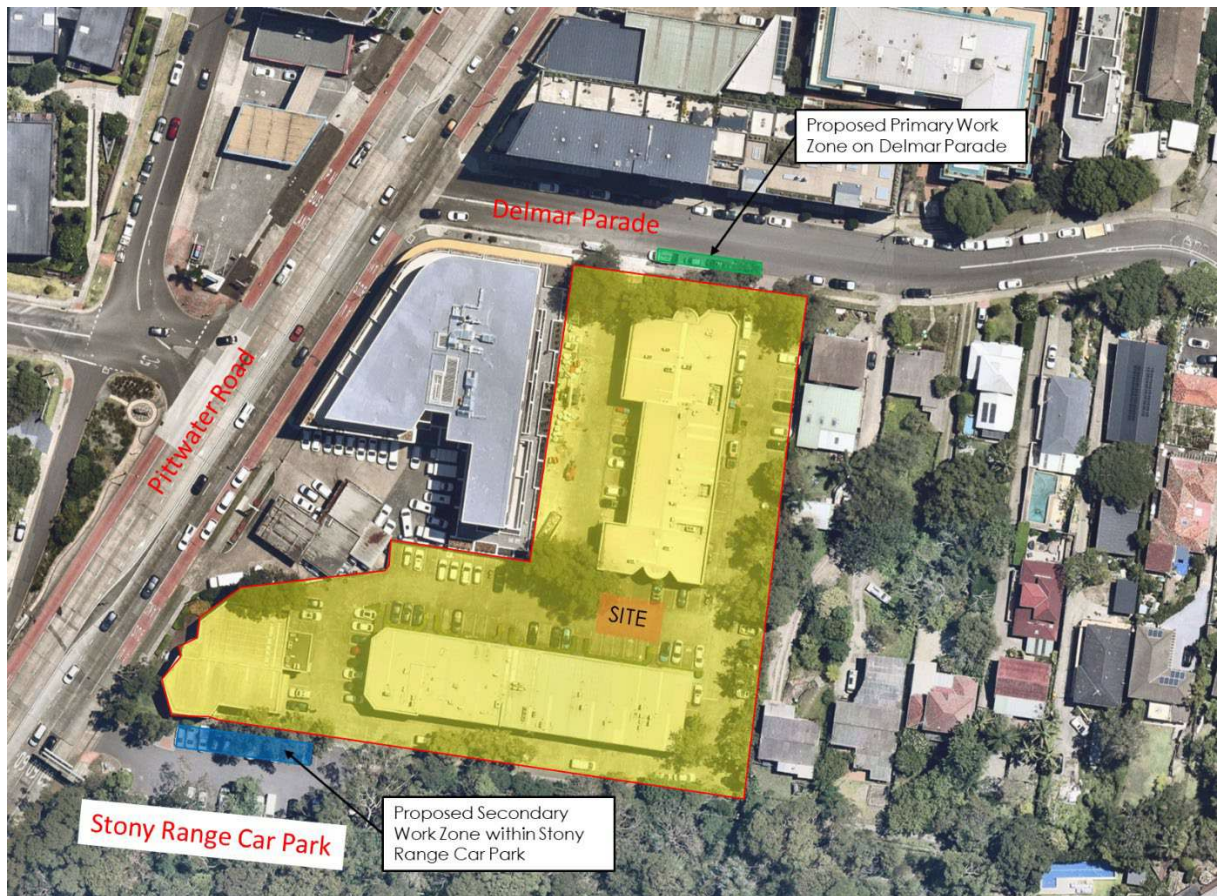 Proposed Primary Work
Zone on Delmar Parade
Delmar Parade
Pittwater Road
SITE
Stony Range Car Park
Proposed Secondary
Work Zone within Stony
Range Car Park